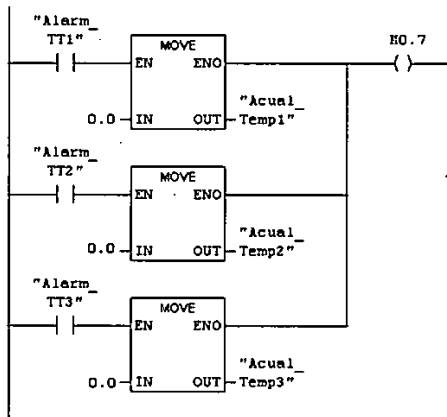 "Alarm_
TT1"
MOVE
EN ENO
M0.7
0.0 IN OUT "Acual_
Temp1"
"Alarm_
TT2"
MOVE
EN ENO
0.0 IN OUT "Acual_
Temp2"
"Alarm_
TT3"
MOVE
EN ENO
0.0 IN OUT "Acual_
Temp3"